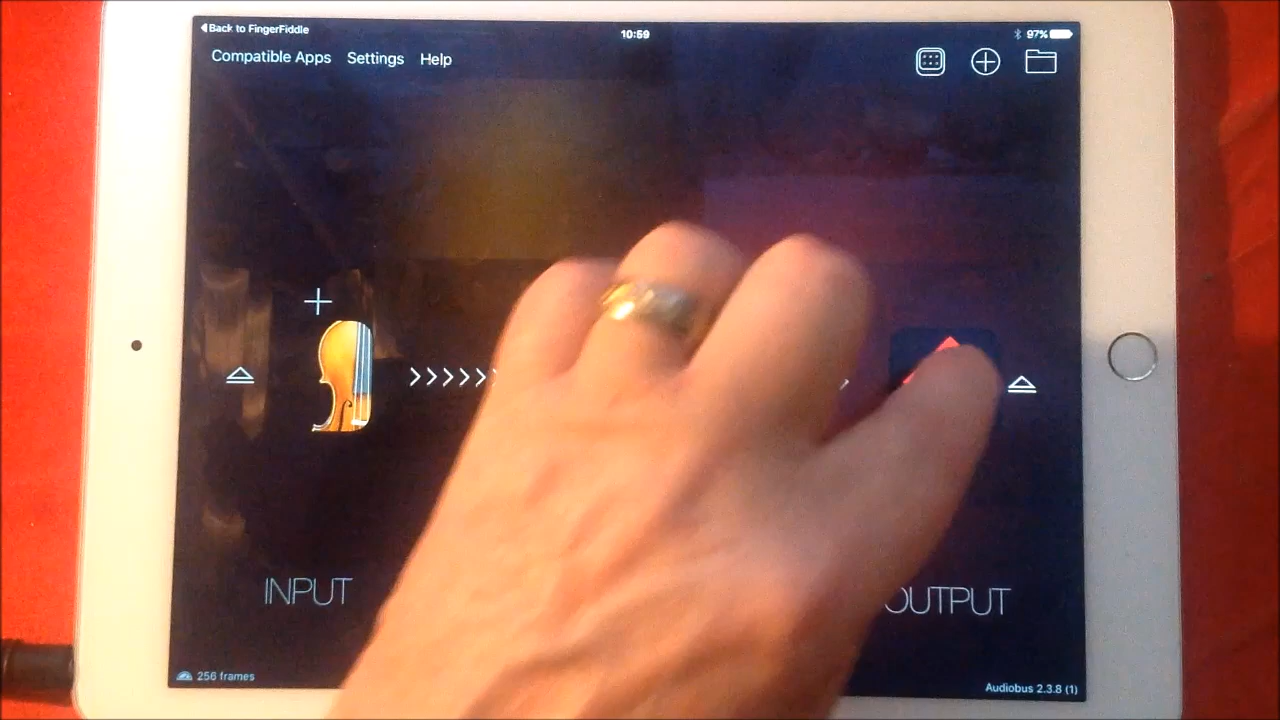 Back to FingerFiddle
10:59
97%
Compatible Apps Settings Help
INPUT
OUTPUT
256 frames
Audiobus 2.3.8 (1)